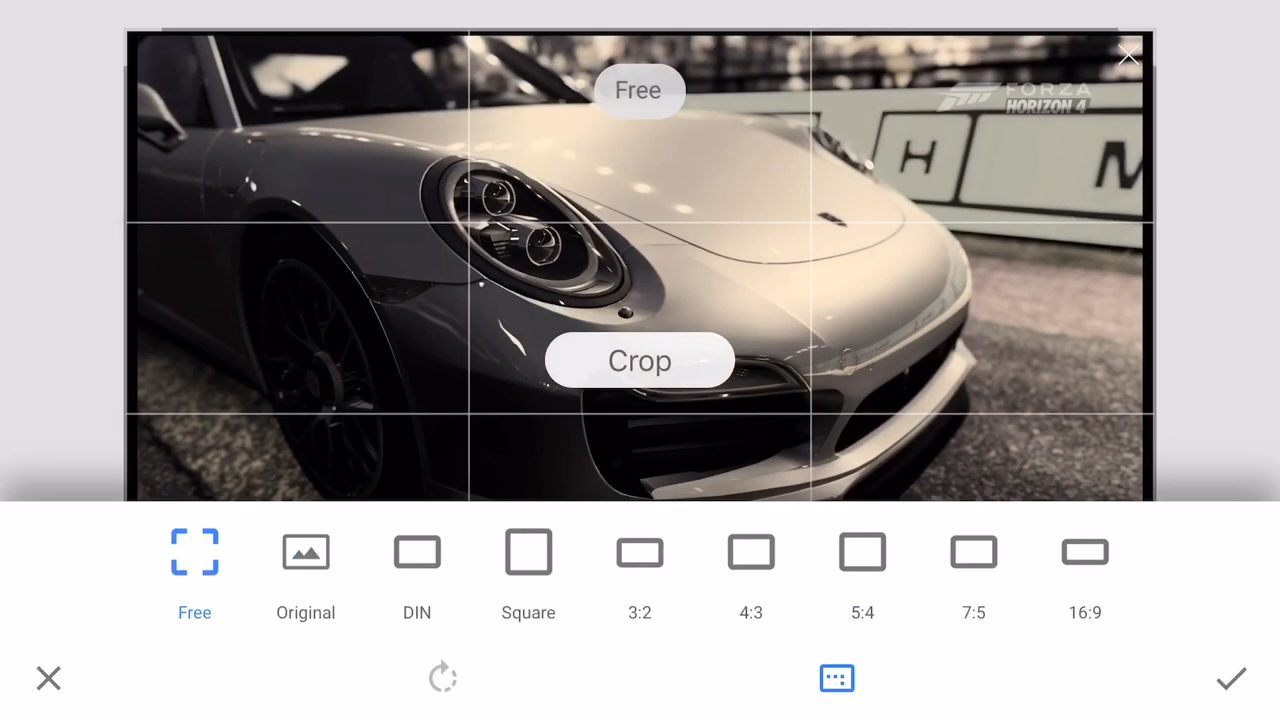 Free
FORZA
HORIZON 4
H
M
Crop
Free
Original
DIN
Square
3:2
4:3
5:4
7:5
16:9